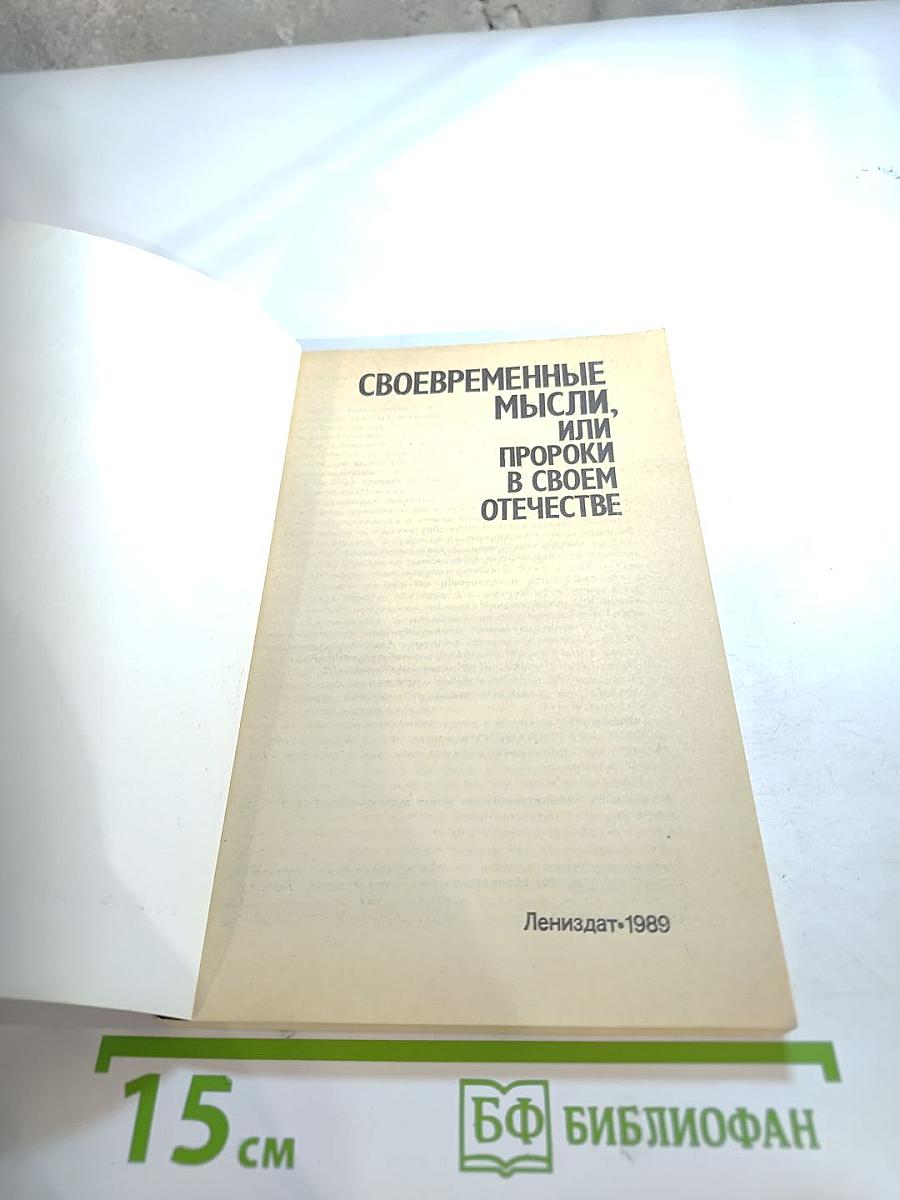 СВОЕВРЕМЕННЫЕ
МЫСЛИ,
ИЛИ
ПРОРОКИ
В СВОЕМ
ОТЕЧЕСТВЕ
Лениздат•1989
15 см
БФ БИБЛИОФАН